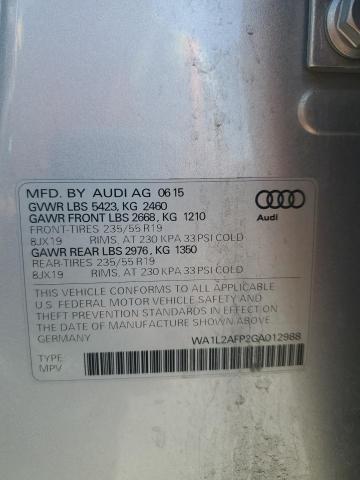 MFD. BY AUDI AG 06 15
GVWR LBS 5423, KG 2460
GAWR FRONT LBS 2668, KG 1210
FRONT-TIRES 235/55 R19
8JX19 RIMS, AT 230 KPA 33 PSI COLD
GAWR REAR LBS 2976, KG 1350
REAR-TIRES 235/55 R19
8JX19 RIMS, AT 230 KPA 33 PSI COLD
Audi
THIS VEHICLE CONFORMS TO ALL APPLICABLE
U.S. FEDERAL MOTOR VEHICLE SAFETY AND
THEFT PREVENTION STANDARDS IN EFFECT ON
THE DATE OF MANUFACTURE SHOWN ABOVE.
GERMANY WA1L2AFP2GA012988
TYPE
MPV